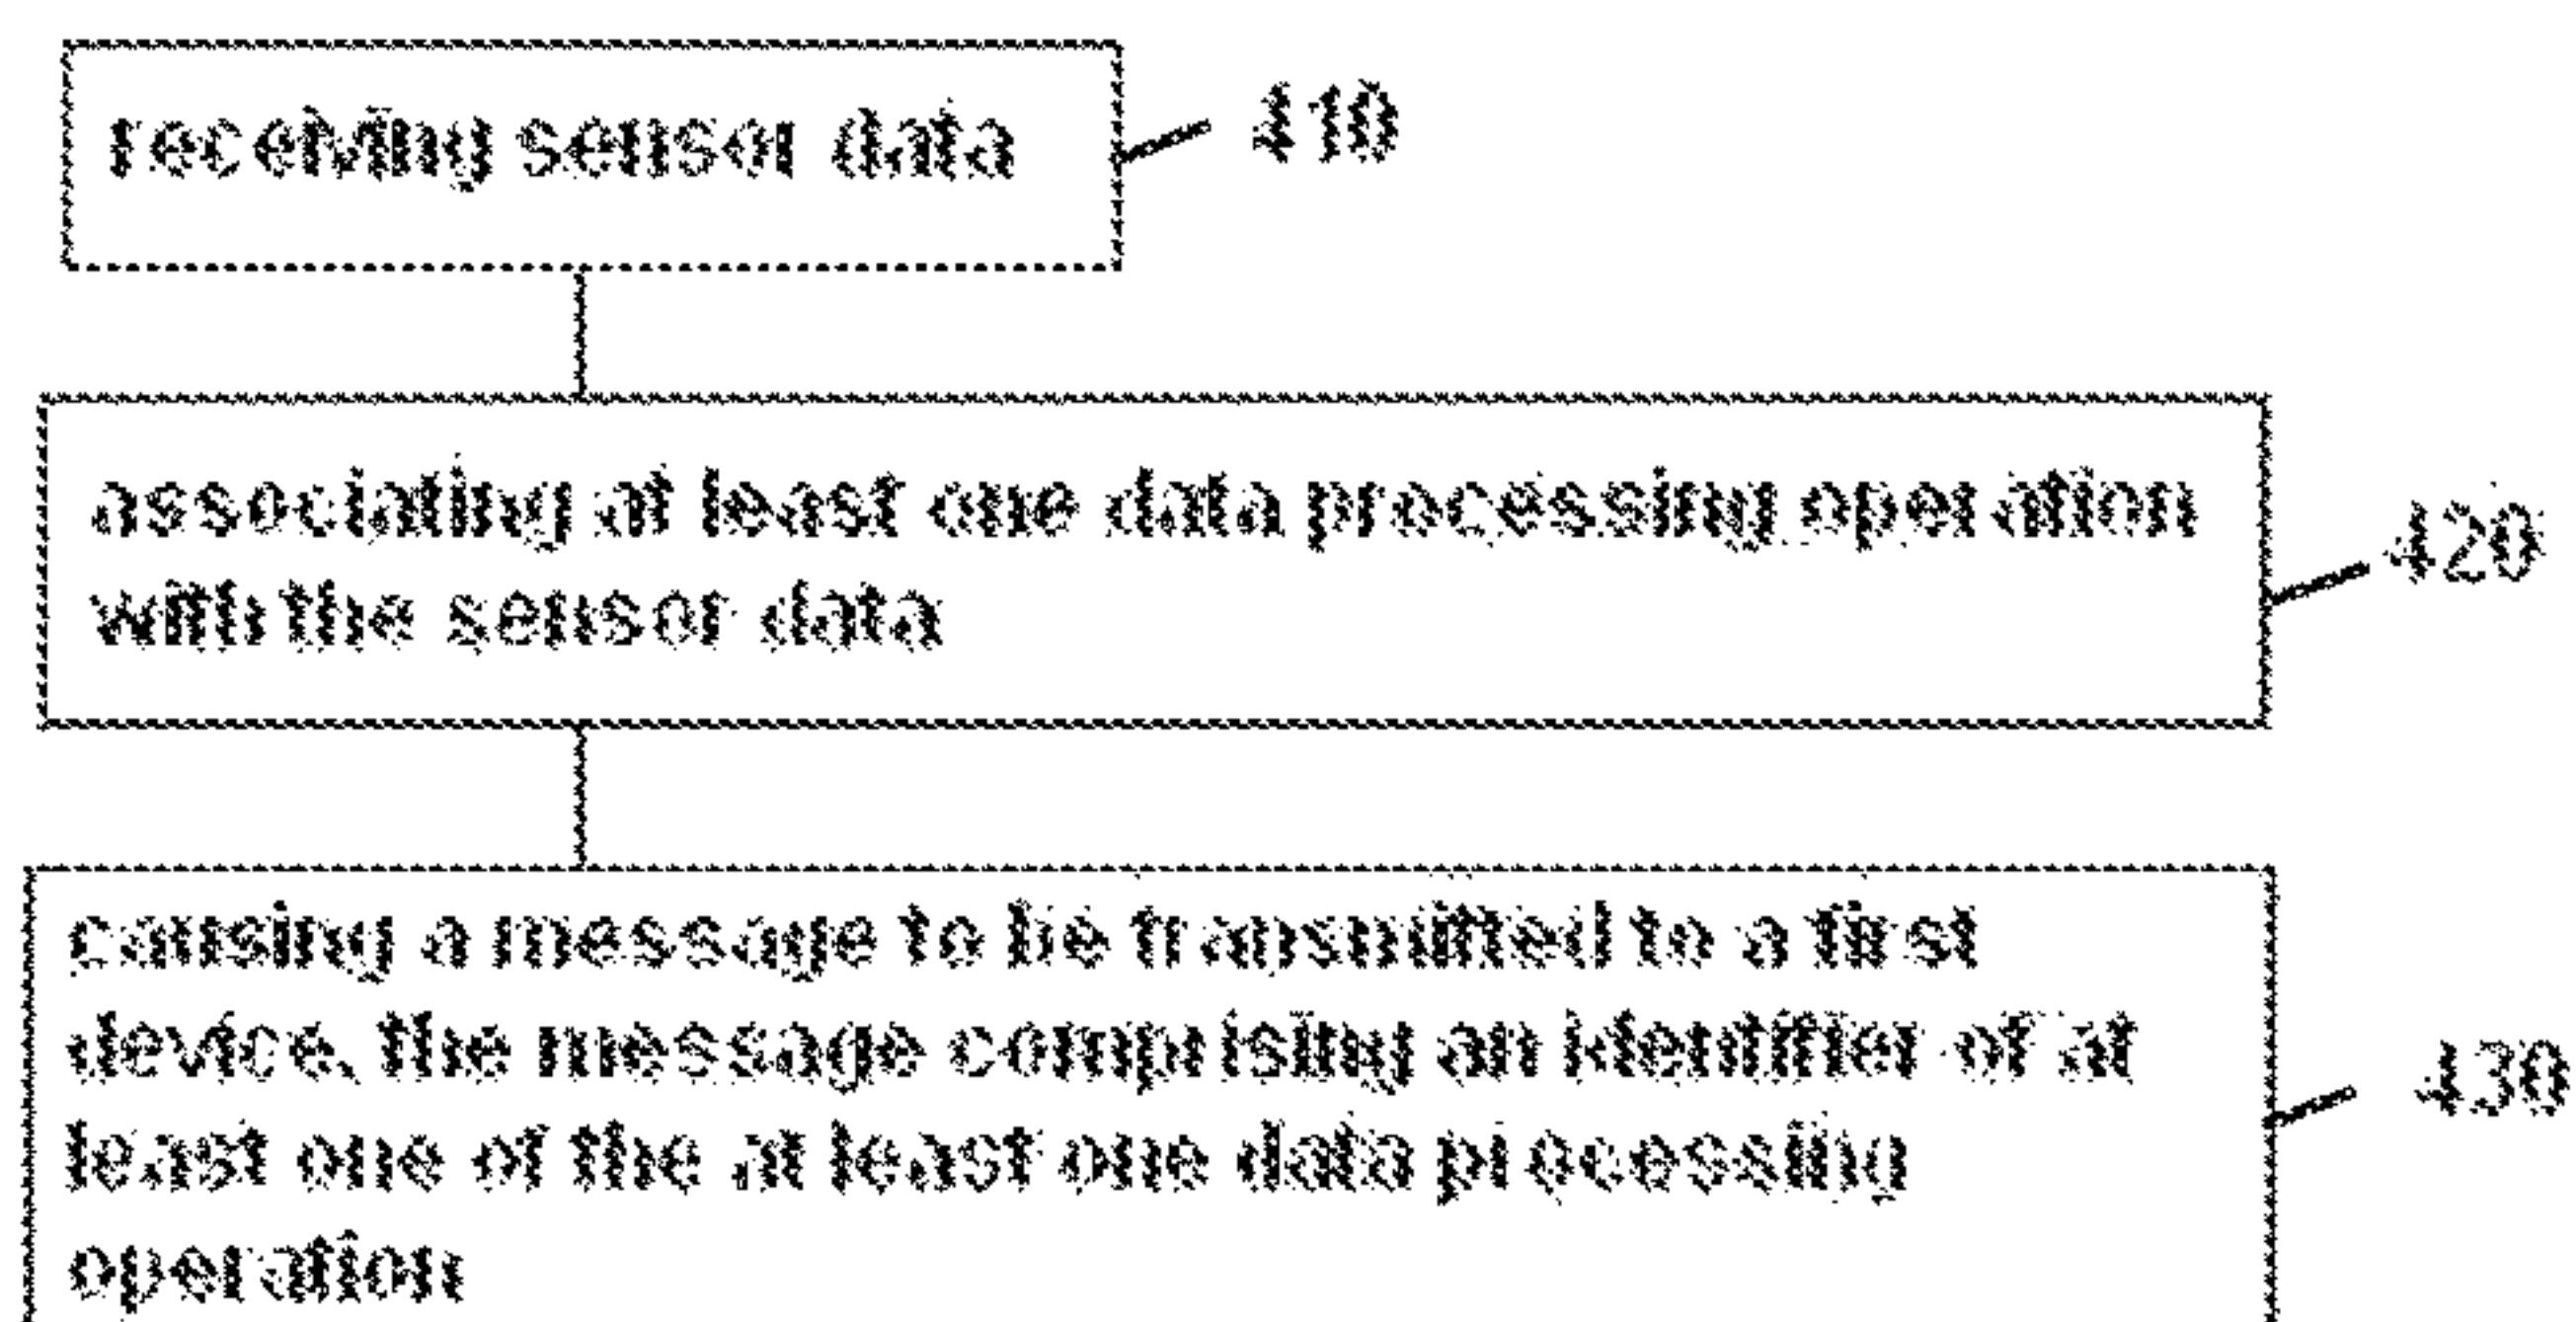 receiving sensor data 410
associating at least one data processing operation
with the sensor data
420
causing a message to be transmitted to a first
device, the message comprising an identifier of at
least one of the at least one data processing
operation
430